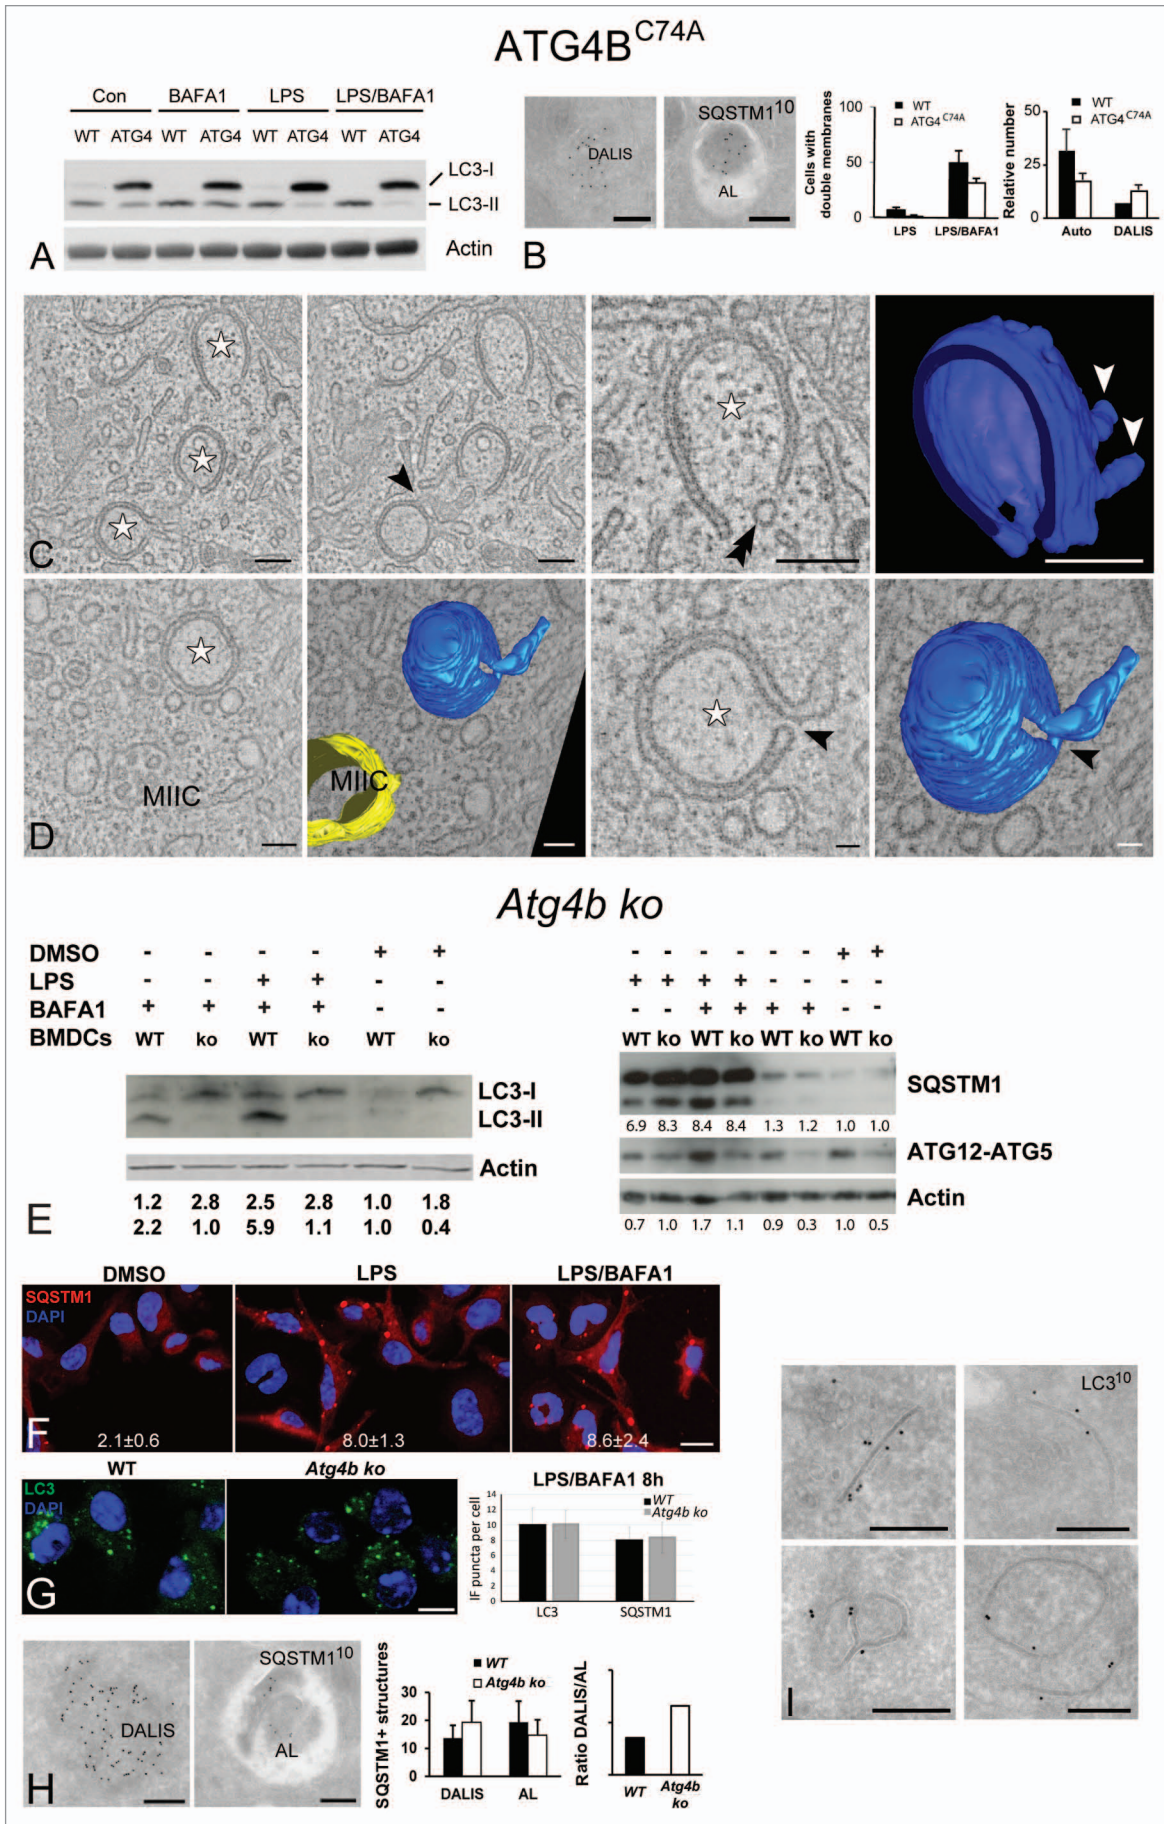 ATG4B^C74A
Con BAFA1 LPS LPS/BAFA1
WT ATG4 WT ATG4 WT ATG4 WT ATG4
LC3-I
LC3-II
Actin
A
DALIS
SQSTM1^10
AL
B
Cells with double membranes
100
50
0
WT
ATG4^C74A
LPS LPS/BAFA1
Relative number
50
25
0
WT
ATG4^C74A
Auto DALIS
C
MIIC
MIIC
D
Atg4b ko
DMSO - - - - + +
LPS - - + + - -
BAFA1 + + + + - -
BMDCs WT ko WT ko WT ko
LC3-I
LC3-II
Actin
1.2 2.8 2.5 2.8 1.0 1.8
2.2 1.0 5.9 1.1 1.0 0.4
E
- - - - - - + +
+ + + + - - - -
- - + + + + - -
WT ko WT ko WT ko WT ko
SQSTM1
6.9 8.3 8.4 8.4 1.3 1.2 1.0 1.0
ATG12-ATG5
Actin
0.7 1.0 1.7 1.1 0.9 0.3 1.0 0.5
DMSO LPS LPS/BAFA1
SQSTM1
DAPI
F
2.1±0.6 8.0±1.3 8.6±2.4
WT Atg4b ko
LC3
DAPI
G
LPS/BAFA1 8h
IF puncta per cell
14
12
10
8
6
4
2
0
WT
Atg4b ko
LC3 SQSTM1
LC3^10
I
DALIS
SQSTM1^10
AL
H
SQSTM1+ structures
30
20
10
0
WT
Atg4b ko
DALIS AL
Ratio DALIS/AL
WT Atg4b ko